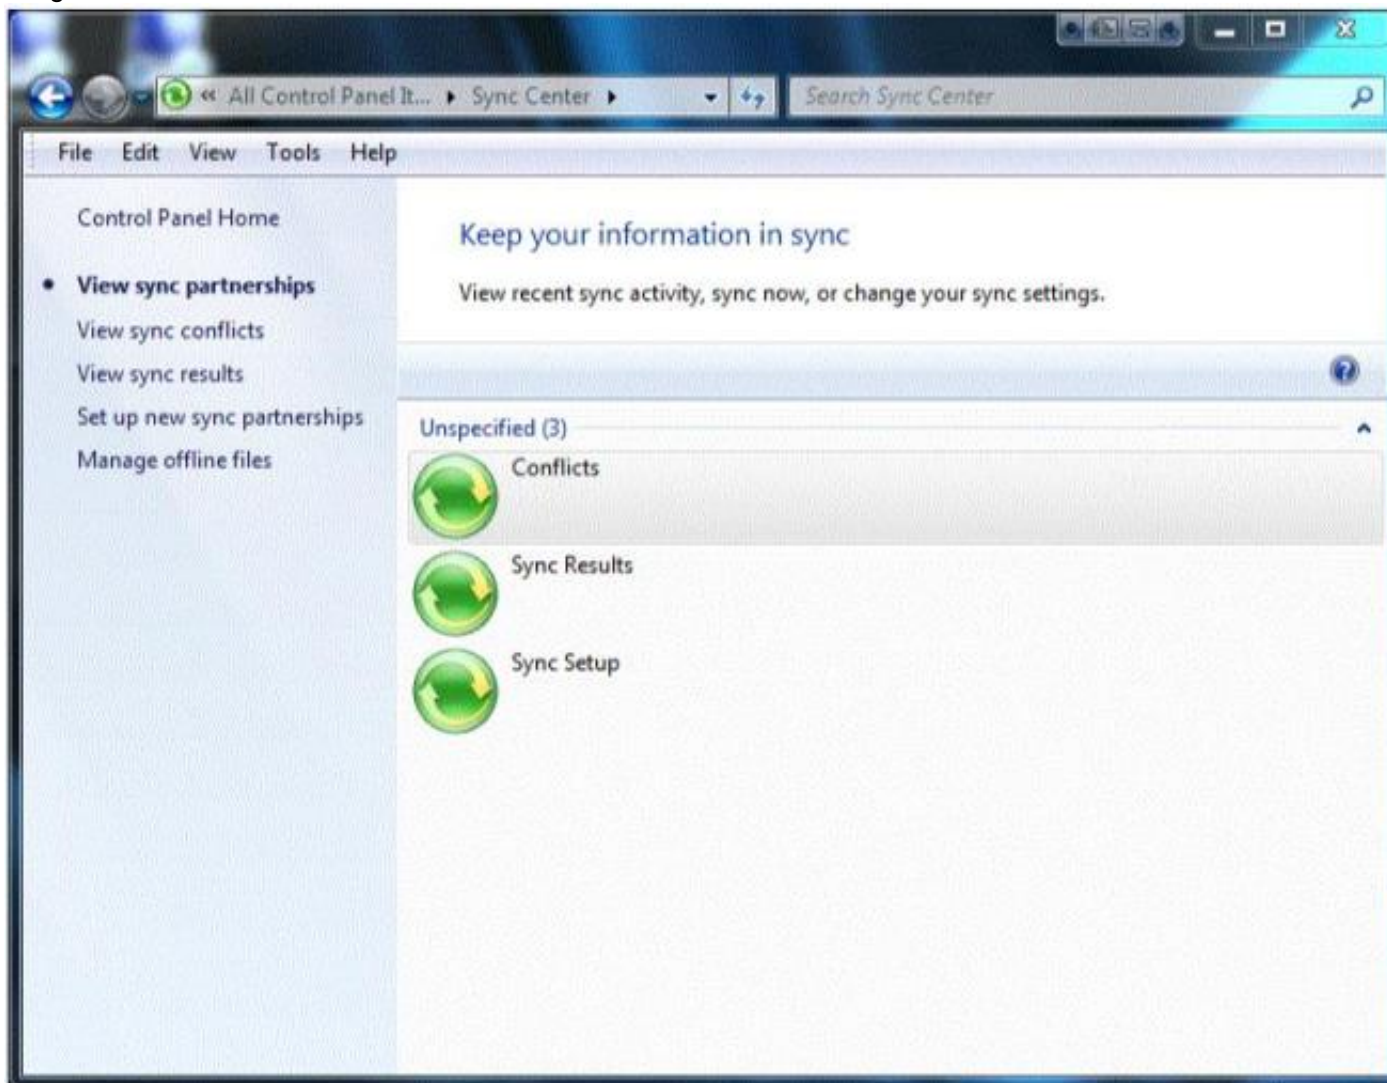 « All Control Panel It... ▸ Sync Center ▸ Search Sync Center
File Edit View Tools Help
Control Panel Home
View sync partnerships
View sync conflicts
View sync results
Set up new sync partnerships
Manage offline files
Keep your information in sync
View recent sync activity, sync now, or change your sync settings.
Unspecified (3)
Conflicts
Sync Results
Sync Setup